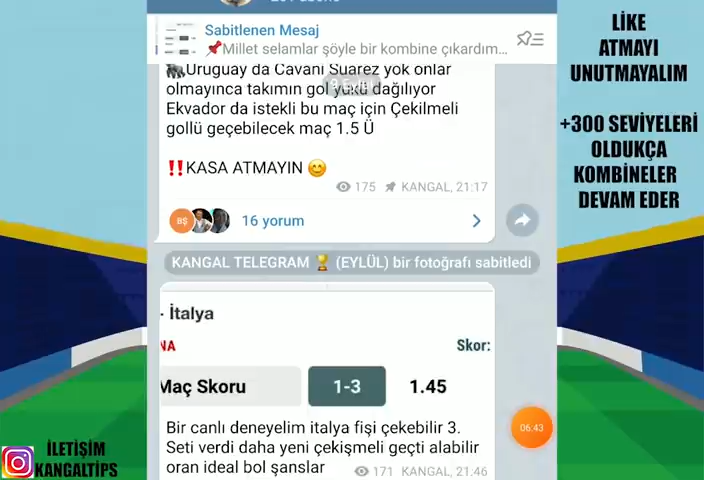 Sabitlenen Mesaj
📌Millet selamlar şöyle bir kombine çıkardım...
Uruguay da Cavani Suarez yok onlar
olmayınca takımın gol yükü dağılıyor
Ekvador da istekli bu maç için Çekilmeli
gollü geçebilecek maç 1.5 Ü
‼️KASA ATMAYIN 😊
175 KANGAL, 21:17
BŞ
16 yorum
KANGAL TELEGRAM 🏆 (EYLÜL) bir fotoğrafı sabitledi
- İtalya
NA
Skor:
Maç Skoru 1-3 1.45
Bir canlı deneyelim italya fişi çekebilir 3.
Seti verdi daha yeni çekişmeli geçti alabilir
oran ideal bol şanslar
171 KANGAL, 21:46
06:43
LİKE
ATMAYI
UNUTMAYALIM
+300 SEVİYELERİ
OLDUKÇA
KOMBİNELER
DEVAM EDER
İLETİŞİM
KANGALTİPS